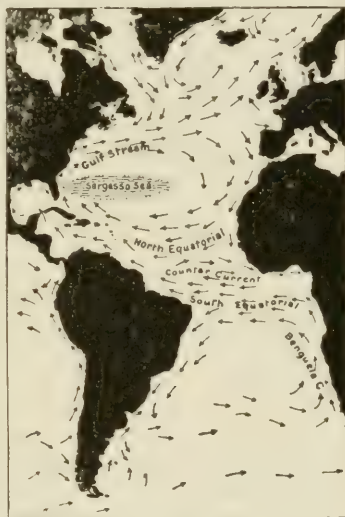 Gulf Stream
Sargasso Sea
North Equatorial
Counter Current
South Equatorial
Benguela C.